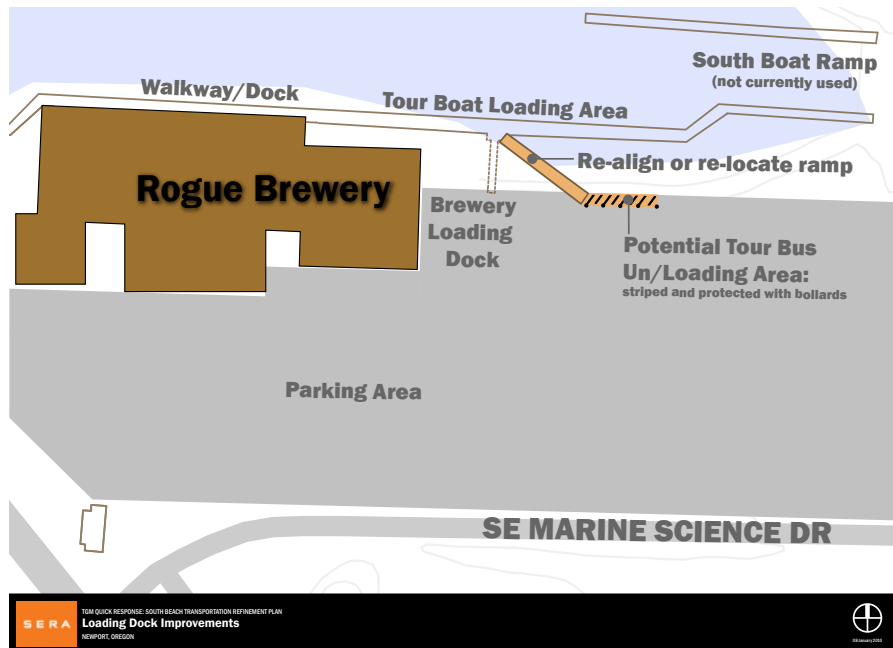 South Boat Ramp
(not currently used)
Walkway/Dock
Tour Boat Loading Area
Re-align or re-locate ramp
Rogue Brewery
Brewery
Loading
Dock
Potential Tour Bus
Un/Loading Area:
striped and protected with bollards
Parking Area
SE MARINE SCIENCE DR
SERA
TGM QUICK RESPONSE: SOUTH BEACH TRANSPORTATION REFINEMENT PLAN
Loading Dock Improvements
NEWPORT, OREGON